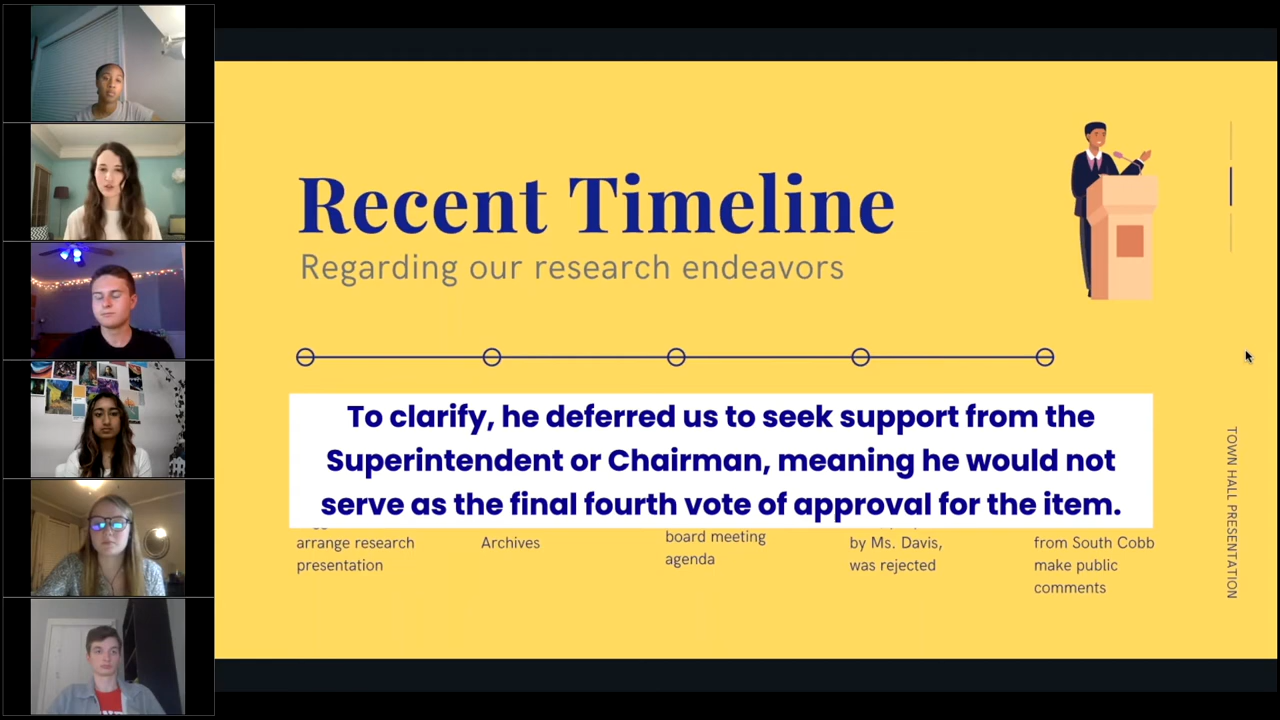 Recent Timeline
Regarding our research endeavors
To clarify, he deferred us to seek support from the
Superintendent or Chairman, meaning he would not
serve as the final fourth vote of approval for the item.
arrange research
presentation
Archives
board meeting
agenda
by Ms. Davis,
was rejected
from South Cobb
make public
comments
TOWN HALL PRESENTATION